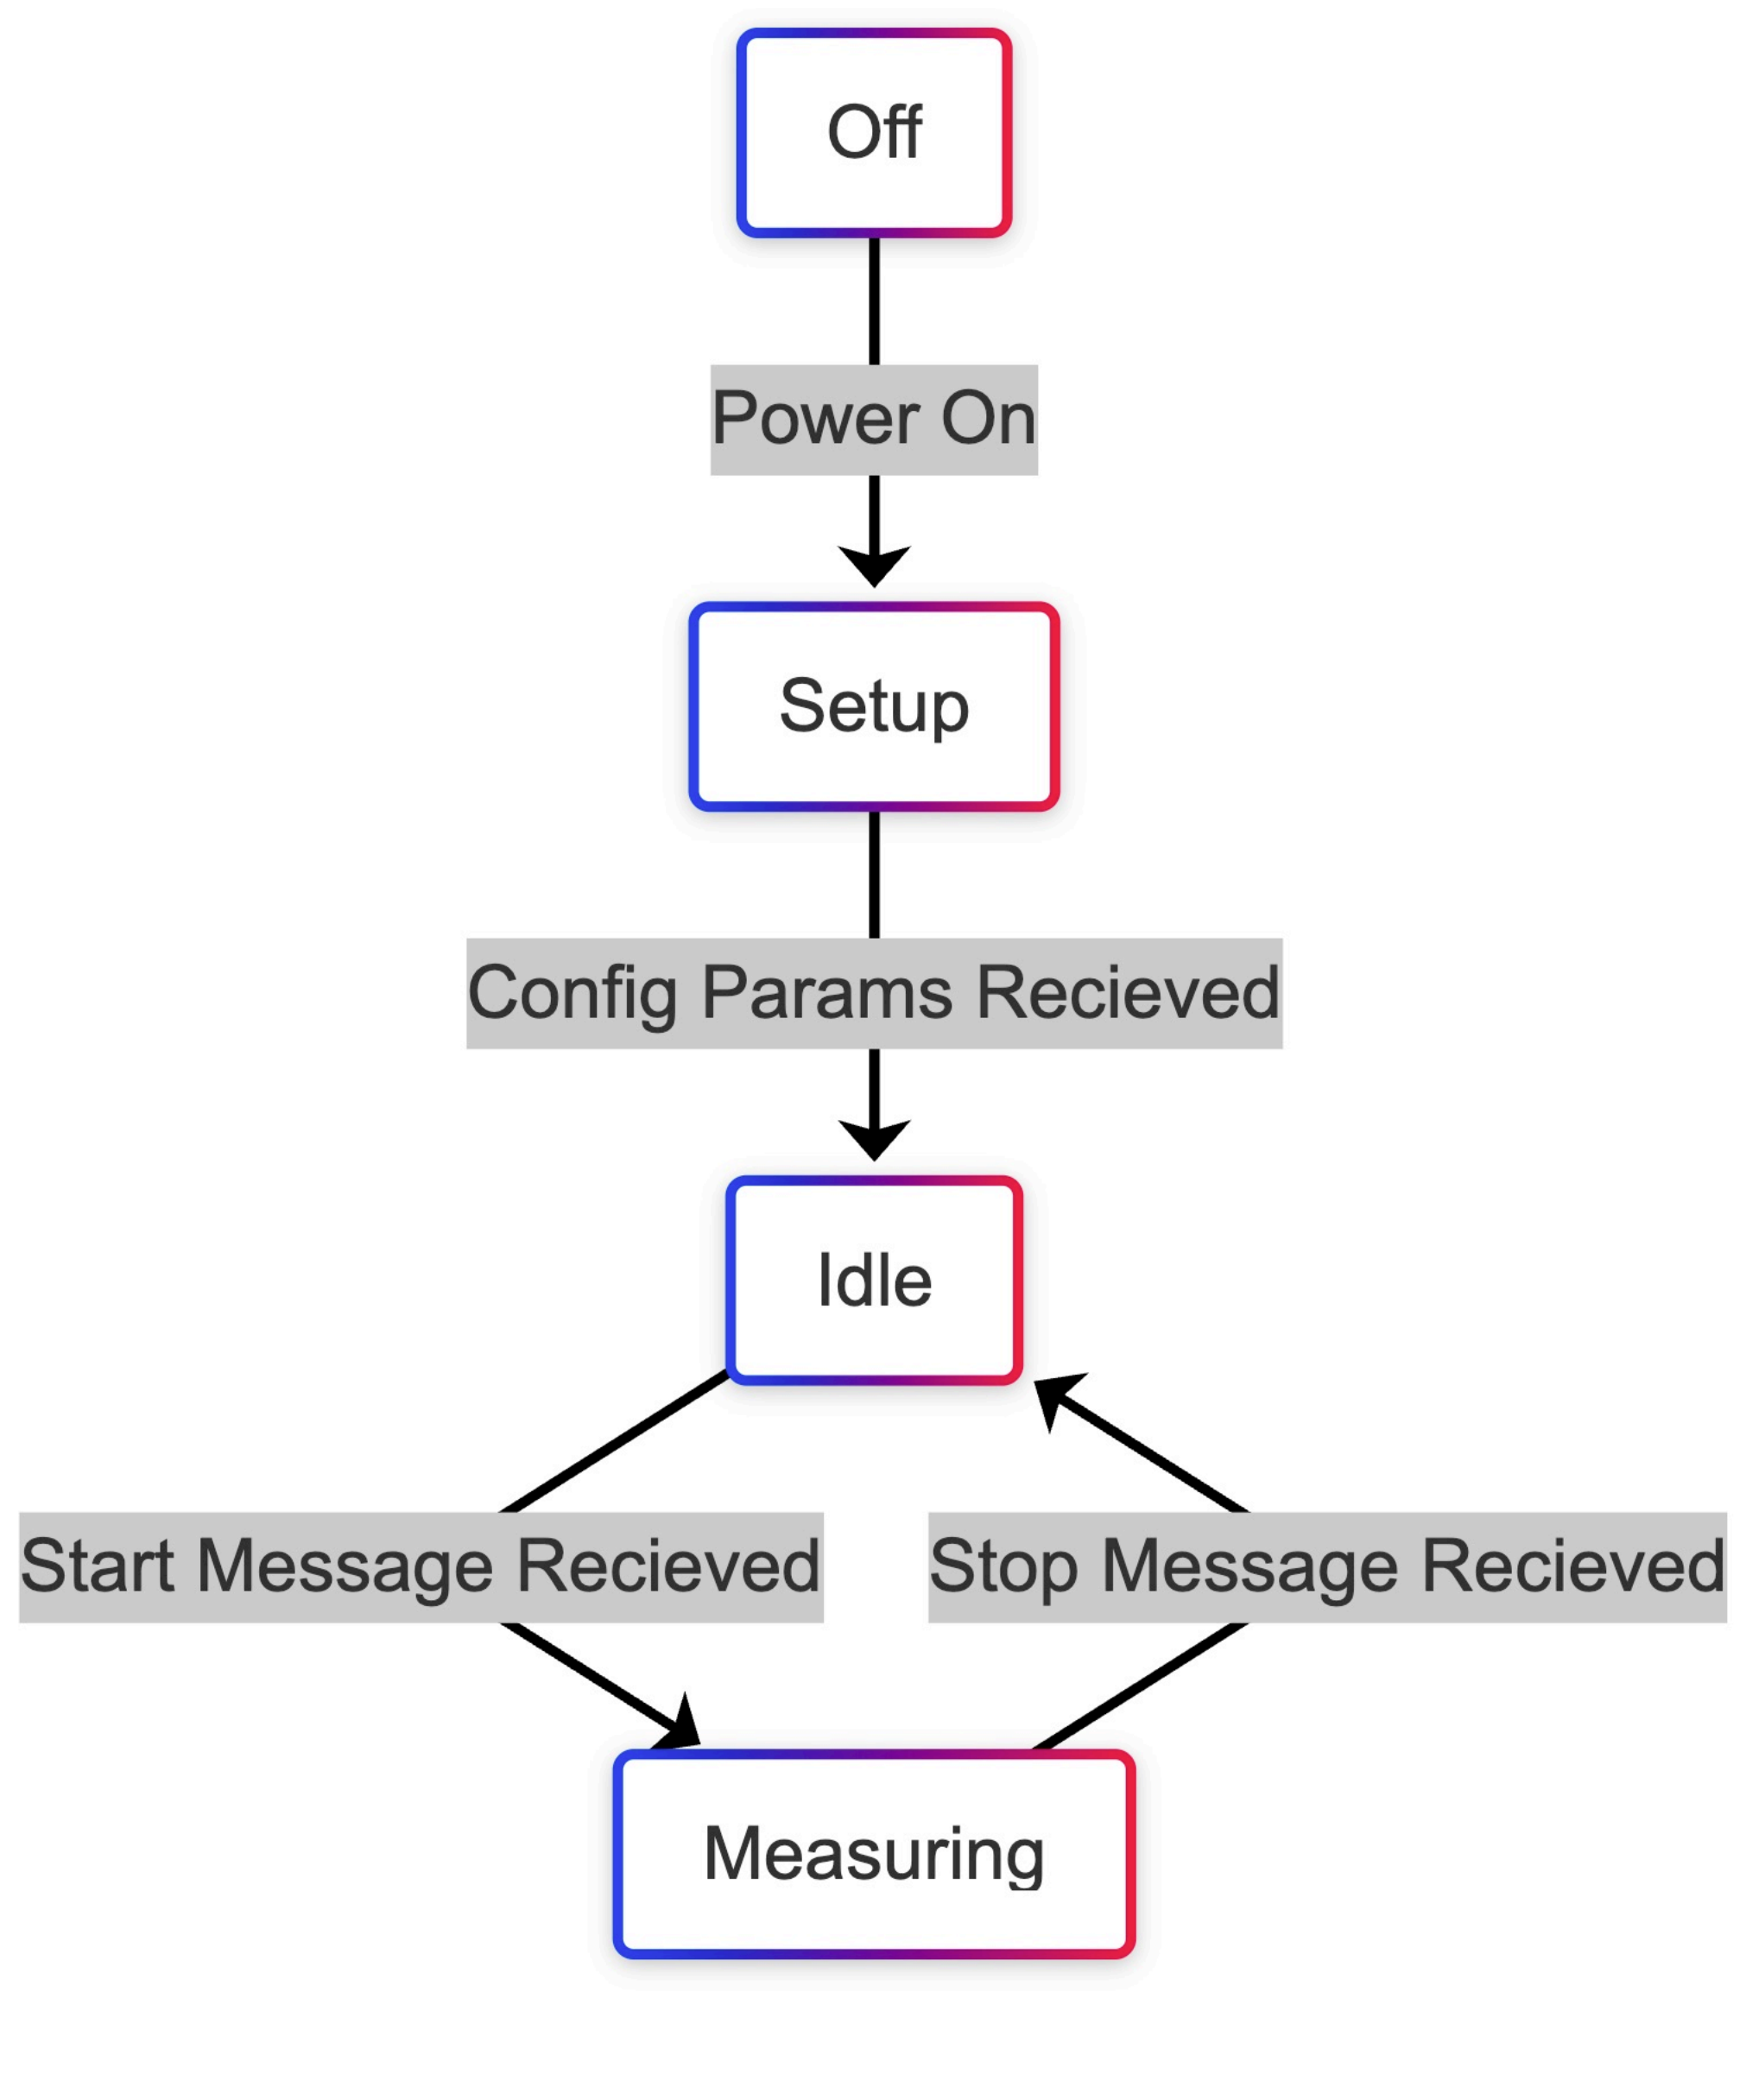 Off
Power On
Setup
Config Params Recieved
Idle
Start Message Recieved
Stop Message Recieved
Measuring